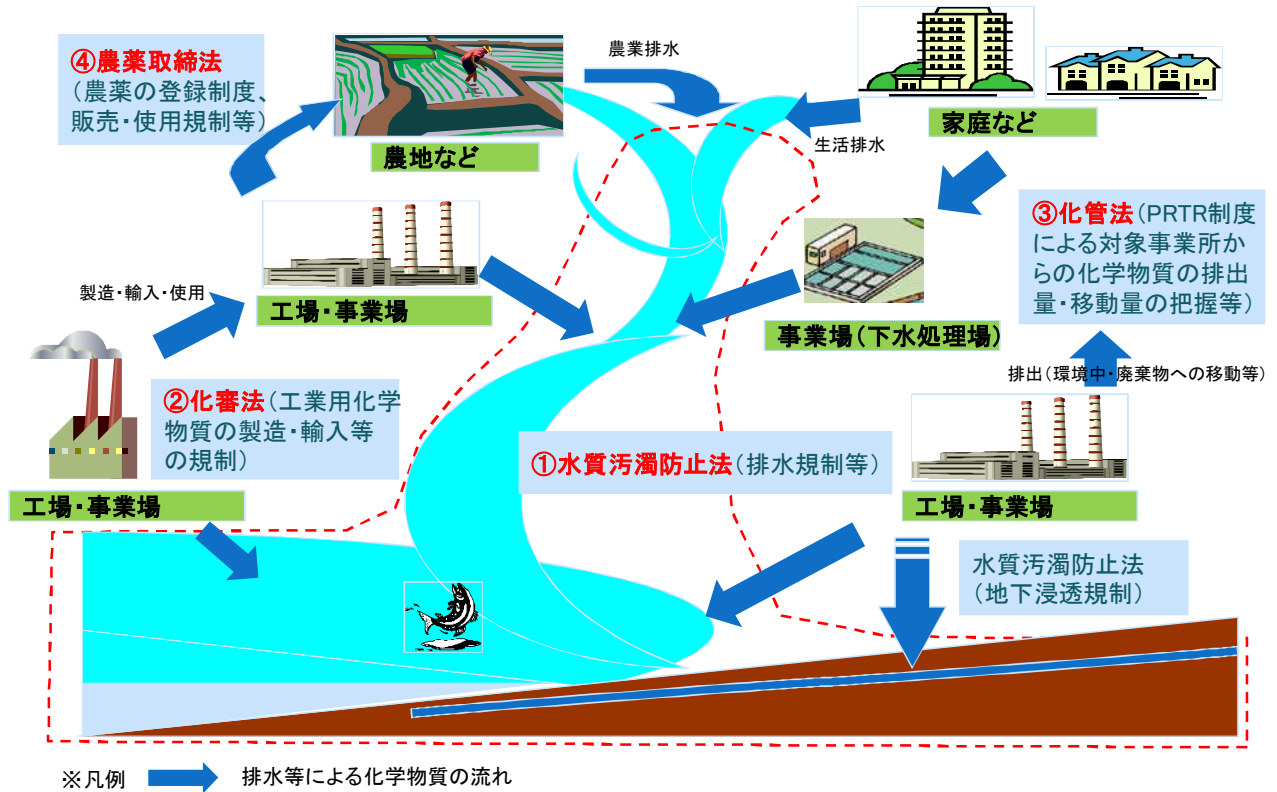 ④農薬取締法
（農薬の登録制度、
販売・使用規制等）
農業排水
農地など
家庭など
生活排水
③化管法（PRTR制度
による対象事業所か
らの化学物質の排出
量・移動量の把握等）
製造・輸入・使用
工場・事業場
事業場（下水処理場）
排出（環境中・廃棄物への移動等）
②化審法（工業用化学
物質の製造・輸入等
の規制）
①水質汚濁防止法（排水規制等）
工場・事業場
工場・事業場
水質汚濁防止法
（地下浸透規制）
※凡例
排水等による化学物質の流れ